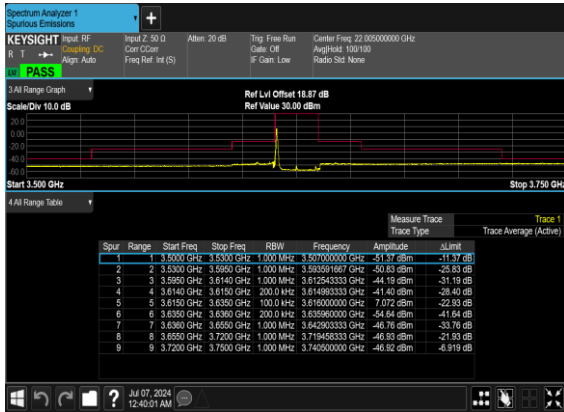 Spectrum Analyzer 1
Spurious Emissions
+
KEYSIGHT Input: RF Input Z: 50 Ω Atten: 20 dB Trig: Free Run Center Freq: 22.005000000 GHz
R T Coupling: DC Corr CCorr Gate: Off Avg|Hold: 100/100
Align: Auto Freq Ref: Int (S) IF Gain: Low Radio Std: None
PASS
3 All Range Graph
Ref Lvl Offset 18.87 dB
Scale/Div 10.0 dB Ref Value 30.00 dBm
20.0
0.00
-20.0
-40.0
-60.0
Start 3.500 GHz Stop 3.750 GHz
4 All Range Table
Measure Trace Trace 1
Trace Type Trace Average (Active)
Spur Range Start Freq Stop Freq RBW Frequency Amplitude ΔLimit
1 1 3.5000 GHz 3.5300 GHz 1.000 MHz 3.507000000 GHz -51.37 dBm -11.37 dB
2 2 3.5300 GHz 3.5950 GHz 1.000 MHz 3.593591667 GHz -50.83 dBm -25.83 dB
3 3 3.5950 GHz 3.6140 GHz 1.000 MHz 3.612543333 GHz -44.19 dBm -31.19 dB
4 4 3.6140 GHz 3.6150 GHz 200.0 kHz 3.614993333 GHz -41.40 dBm -28.40 dB
5 5 3.6150 GHz 3.6350 GHz 100.0 kHz 3.616000000 GHz 7.072 dBm -22.93 dB
6 6 3.6350 GHz 3.6360 GHz 200.0 kHz 3.635960000 GHz -54.64 dBm -41.64 dB
7 7 3.6360 GHz 3.6550 GHz 1.000 MHz 3.642903333 GHz -46.76 dBm -33.76 dB
8 8 3.6550 GHz 3.7200 GHz 1.000 MHz 3.719458333 GHz -46.93 dBm -21.93 dB
9 9 3.7200 GHz 3.7500 GHz 1.000 MHz 3.740500000 GHz -46.92 dBm -6.919 dB
? Jul 07, 2024
12:40:01 AM